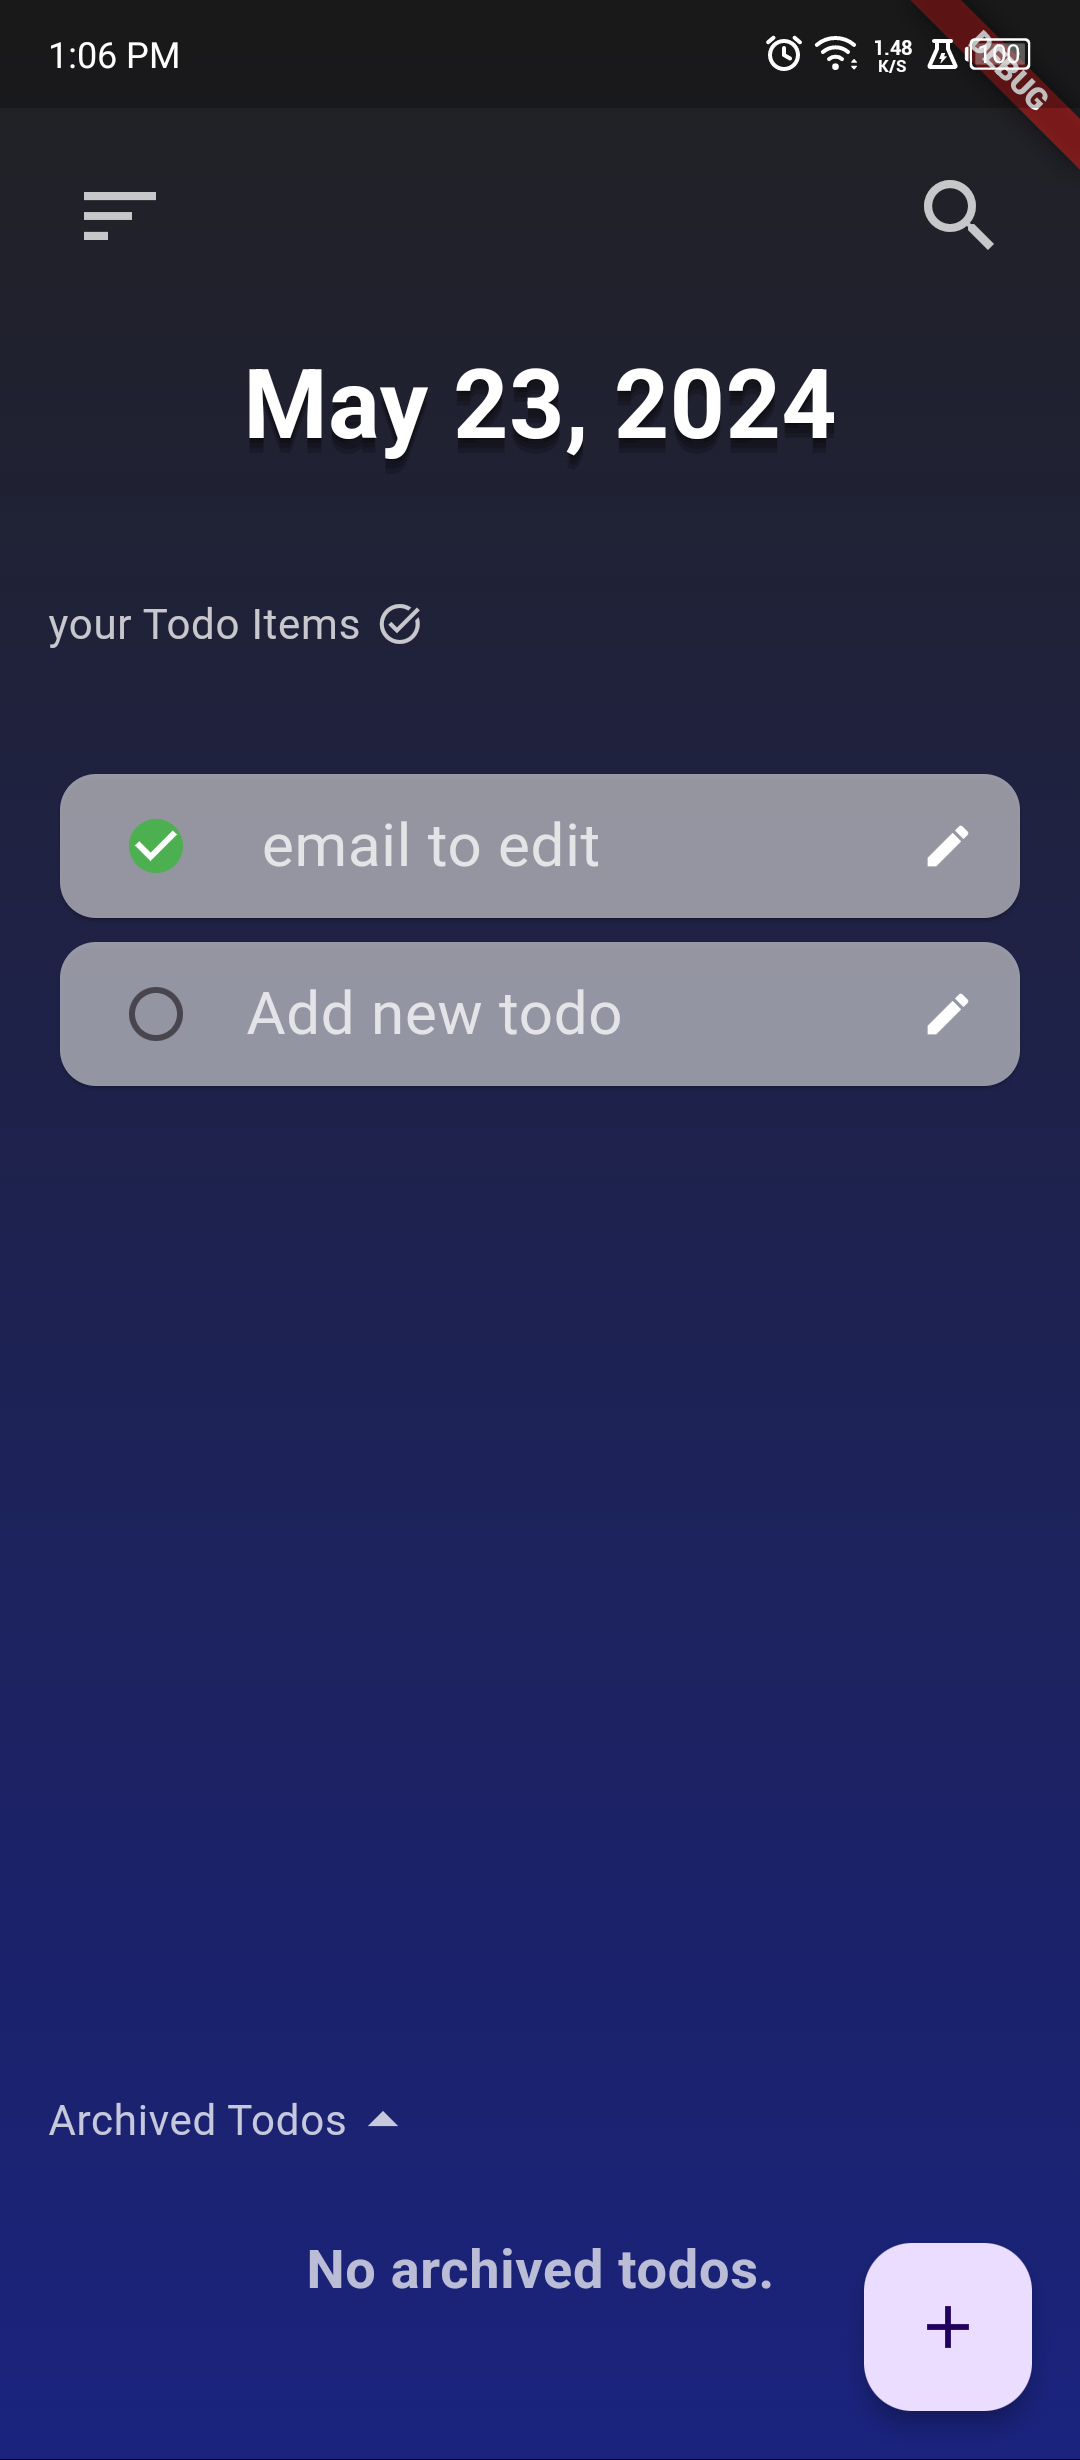 1:06 PM
1.48
K/S
100
DEBUG
May 23, 2024
your Todo Items
email to edit
Add new todo
Archived Todos
No archived todos.